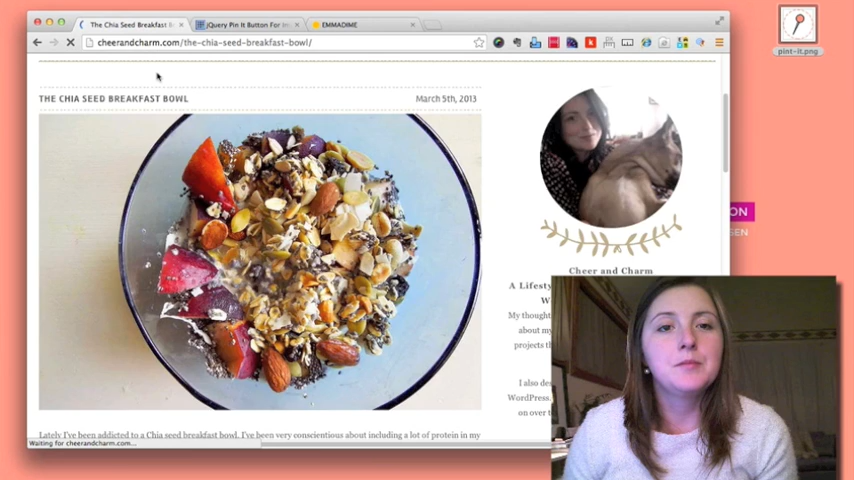 The Chia Seed Breakfast B
jQuery Pin It Button For Im
EMMADIME
cheerandcharm.com/the-chia-seed-breakfast-bowl/
pint-it.png
THE CHIA SEED BREAKFAST BOWL
March 5th, 2013
ON
SEN
Cheer and Charm
A Lifesty
W
My though
about my
projects th
I also des
WordPress.
on over t
Lately I've been addicted to a Chia seed breakfast bowl. I've been very conscientious about including a lot of protein in my
Waiting for cheerandcharm.com...